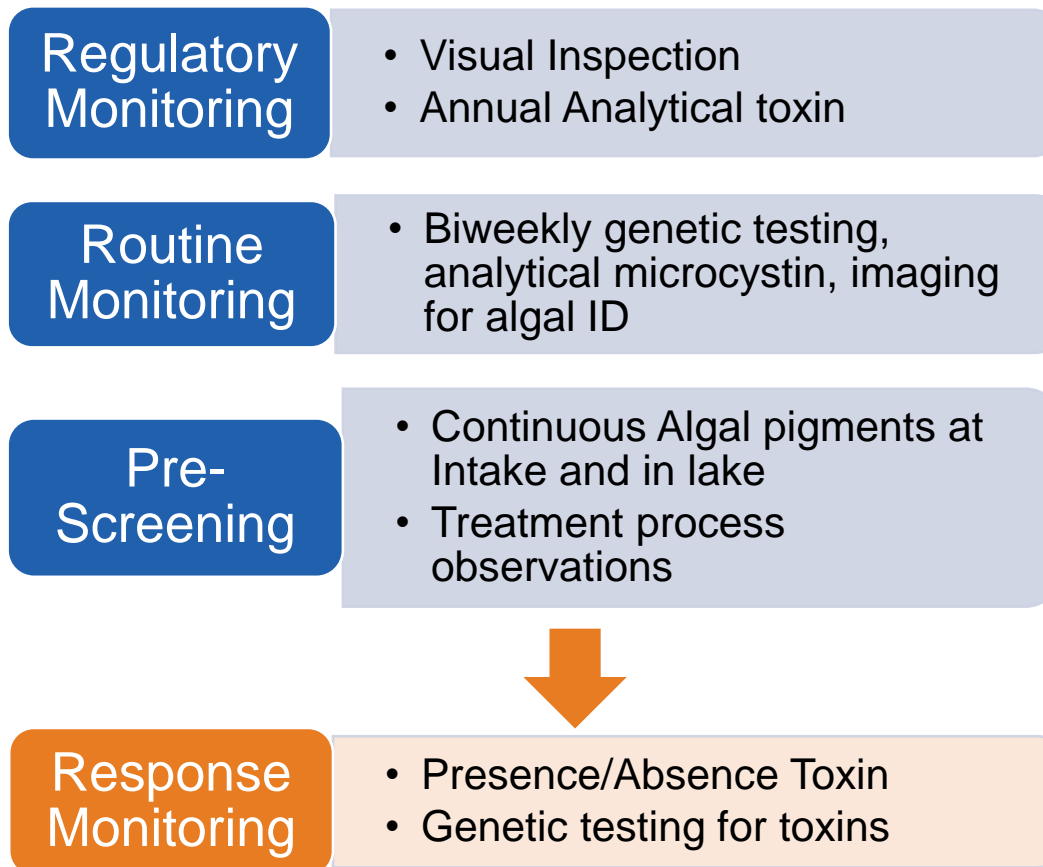 Regulatory
Monitoring
• Visual Inspection
• Annual Analytical toxin
Routine
Monitoring
• Biweekly genetic testing,
analytical microcystin, imaging
for algal ID
Pre-
Screening
• Continuous Algal pigments at
Intake and in lake
• Treatment process
observations
Response
Monitoring
• Presence/Absence Toxin
• Genetic testing for toxins